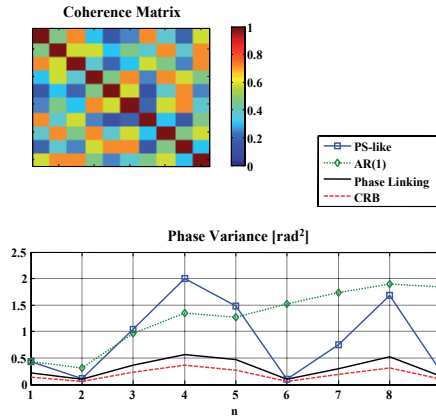 Coherence Matrix
1
0.8
0.6
0.4
0.2
0
PS-like
AR(1)
Phase Linking
CRB
Phase Variance [rad²]
2.5
2
1.5
1
0.5
0
1 2 3 4 5 6 7 8
n